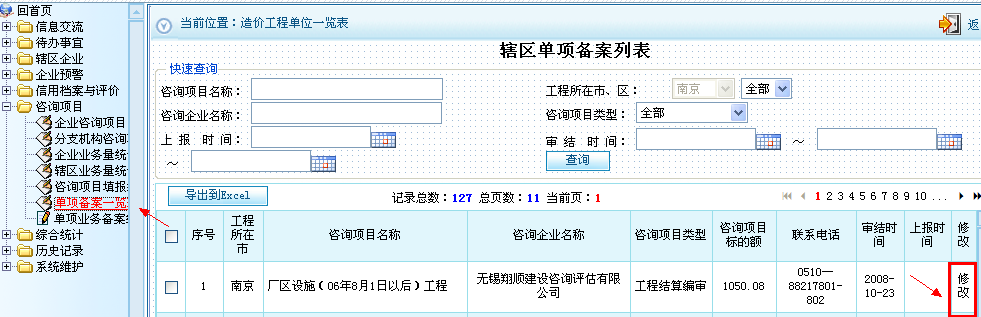 回首页
信息交流
待办事宜
辖区企业
企业预警
信用档案与评价
咨询项目
企业咨询项目
分支机构咨询
企业业务量统
辖区业务量统
咨询项目填报
单项备案一览
单项业务备案
综合统计
历史记录
系统维护
当前位置：造价工程单位一览表
返
辖区单项备案列表
快速查询
咨询项目名称：
工程所在市、区： 南京 全部
咨询企业名称：
咨询项目类型： 全部
上报 时间：
～
审结 时间： ～
查询
导出到Excel 记录总数：127 总页数：11 当前页：1 1 2 3 4 5 6 7 8 9 10 ...
序号 工程所在市 咨询项目名称 咨询企业名称 咨询项目类型 咨询项目标的额 联系电话 审结时间 上报时间 修改
1 南京 厂区设施（06年8月1日以后）工程 无锡翔顺建设咨询评估有限公司 工程结算编审 1050.08 0510—88217801-802 2008-10-23 修改